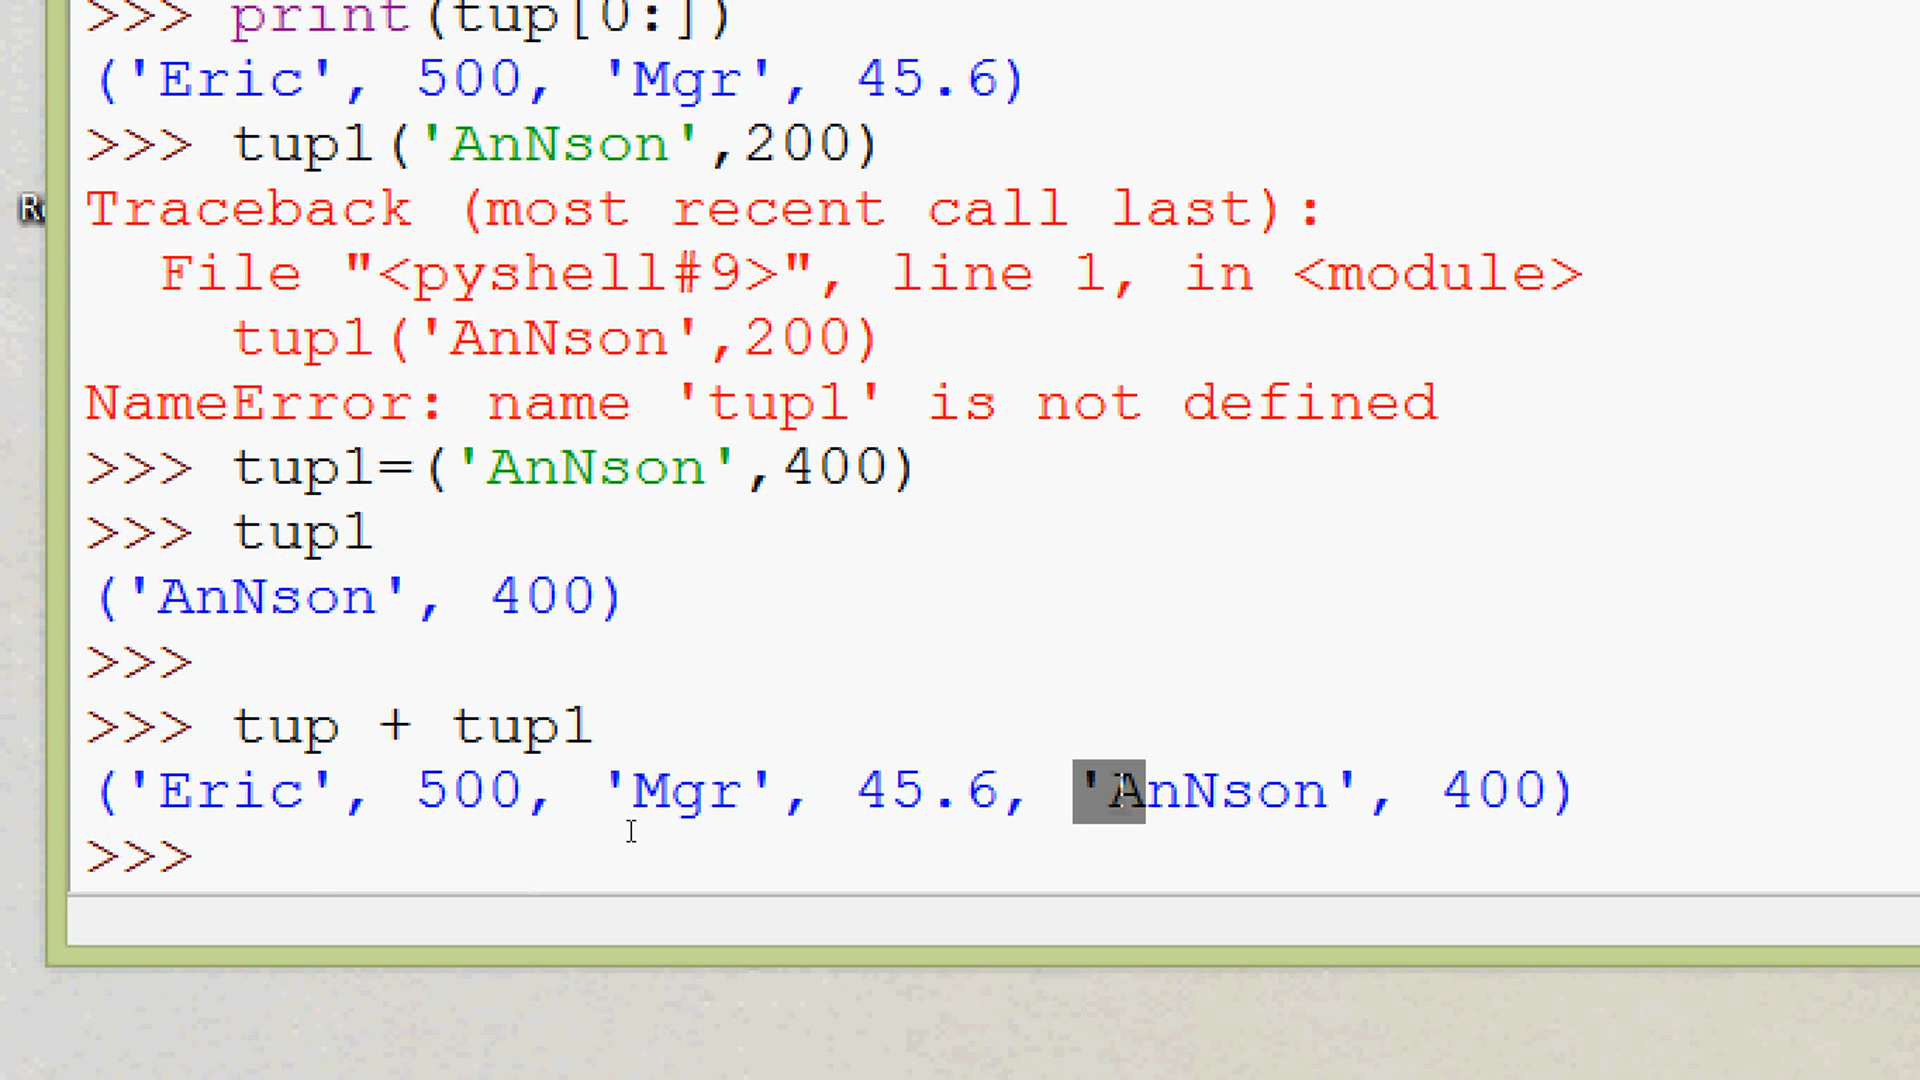 >>> print(tup[0:])
('Eric', 500, 'Mgr', 45.6)
>>> tup1('AnNson',200)
Traceback (most recent call last):
  File "<pyshell#9>", line 1, in <module>
    tup1('AnNson',200)
NameError: name 'tup1' is not defined
>>> tup1=('AnNson',400)
>>> tup1
('AnNson', 400)
>>>
>>> tup + tup1
('Eric', 500, 'Mgr', 45.6, 'AnNson', 400)
>>>